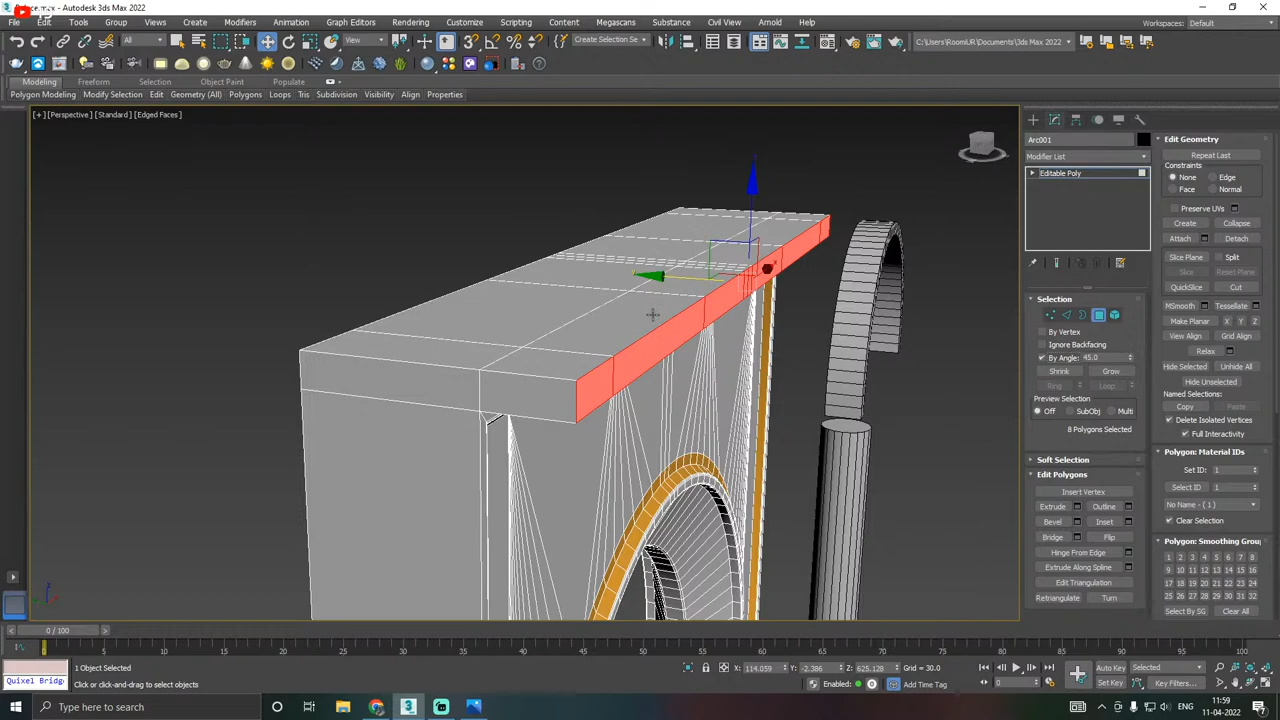 ce.max - Autodesk 3ds Max 2022
File Edit Tools Group Views Create Modifiers Animation Graph Editors Rendering Customize Scripting Content Megascans Substance Civil View Arnold Help
Workspaces: Default
All View Create Selection Se C:\Users\RoomUR\Documents\3ds Max 2022
Modeling Freeform Selection Object Paint Populate
Polygon Modeling Modify Selection Edit Geometry (All) Polygons Loops Tris Subdivision Visibility Align Properties
[+] [Perspective] [Standard] [Edged Faces]
Arc001
Modifier List
Editable Poly
Selection
By Vertex
Ignore Backfacing
By Angle: 45.0
Shrink Grow
Ring Loop
Preview Selection
Off SubObj Multi
8 Polygons Selected
Soft Selection
Edit Polygons
Insert Vertex
Extrude Outline
Bevel Inset
Bridge Flip
Hinge From Edge
Extrude Along Spline
Edit Triangulation
Retriangulate Turn
Edit Geometry
Repeat Last
Constraints
None Edge
Face Normal
Preserve UVs
Create Collapse
Attach Detach
Slice Plane Split
Slice Reset Plane
QuickSlice Cut
MSmooth Tessellate
Make Planar X Y Z
View Align Grid Align
Relax
Hide Selected Unhide All
Hide Unselected
Named Selections:
Copy Paste
Delete Isolated Vertices
Full Interactivity
Polygon: Material IDs
Set ID: 1
Select ID 1
No Name - ( 1 )
Clear Selection
Polygon: Smoothing Group
1 2 3 4 5 6 7 8
9 10 11 12 13 14 15 16
17 18 19 20 21 22 23 24
25 26 27 28 29 30 31 32
Select By SG Clear All
0 / 100
0 5 10 15 20 25 30 35 40 45 50 55 60 65 70 75 80 85 90 95 100
1 Object Selected
Quixel Bridg
Click or click-and-drag to select objects
X: 114.059 Y: -2.386 Z: 625.128 Grid = 30.0
Enabled: Add Time Tag
Auto Key Selected
Set Key Key Filters...
0
Type here to search
11:59
11-04-2022